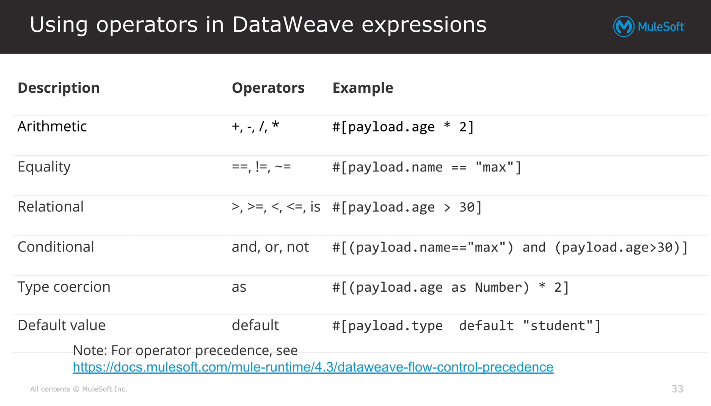 Using operators in DataWeave expressions
MuleSoft
Description Operators Example
Arithmetic +, -, /, * #[payload.age * 2]
Equality ==, !=, ~= #[payload.name == "max"]
Relational >, >=, <, <=, is #[payload.age > 30]
Conditional and, or, not #[(payload.name=="max") and (payload.age>30)]
Type coercion as #[(payload.age as Number) * 2]
Default value default #[payload.type default "student"]
Note: For operator precedence, see
https://docs.mulesoft.com/mule-runtime/4.3/dataweave-flow-control-precedence
All contents © MuleSoft Inc. 33